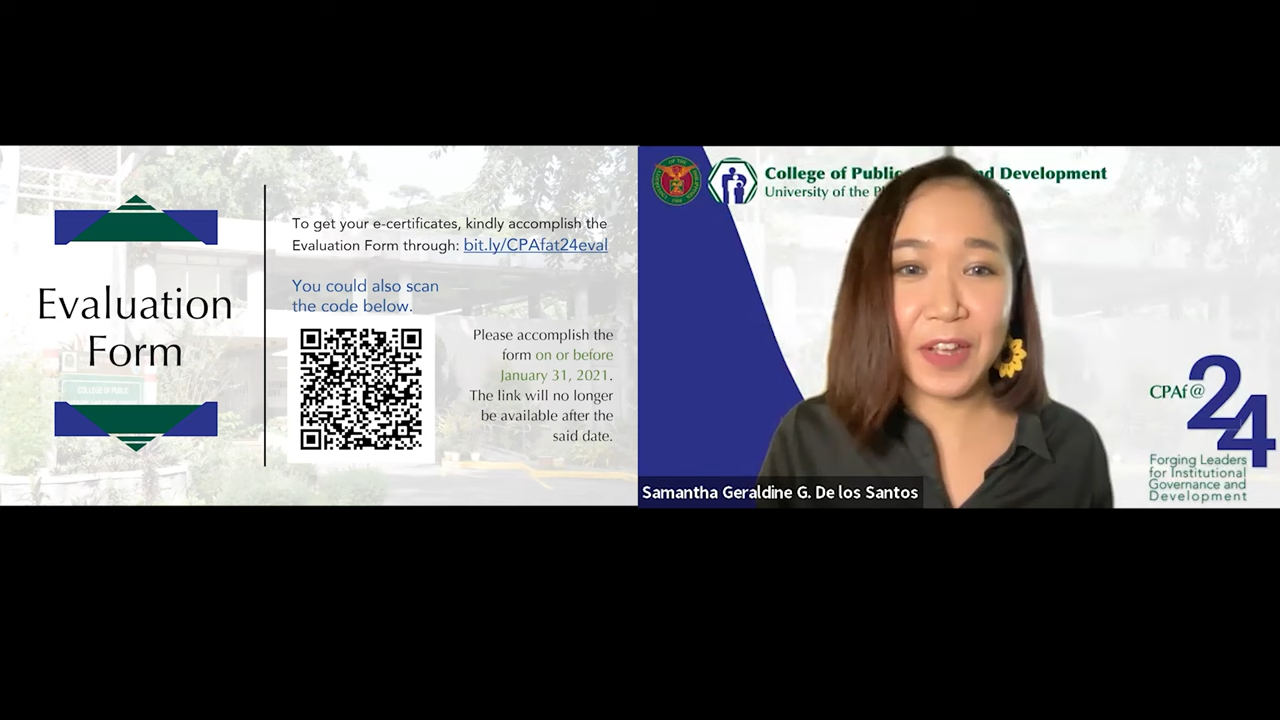 Evaluation
Form
To get your e-certificates, kindly accomplish the
Evaluation Form through: bit.ly/CPAfat24eval
You could also scan
the code below.
Please accomplish the
form on or before
January 31, 2021.
The link will no longer
be available after the
said date.
COLLEGE OF PUBLIC
College of Public nd Development
University of the P
CPAf@
24
Forging Leaders
for Institutional
Governance and
Development
Samantha Geraldine G. De los Santos